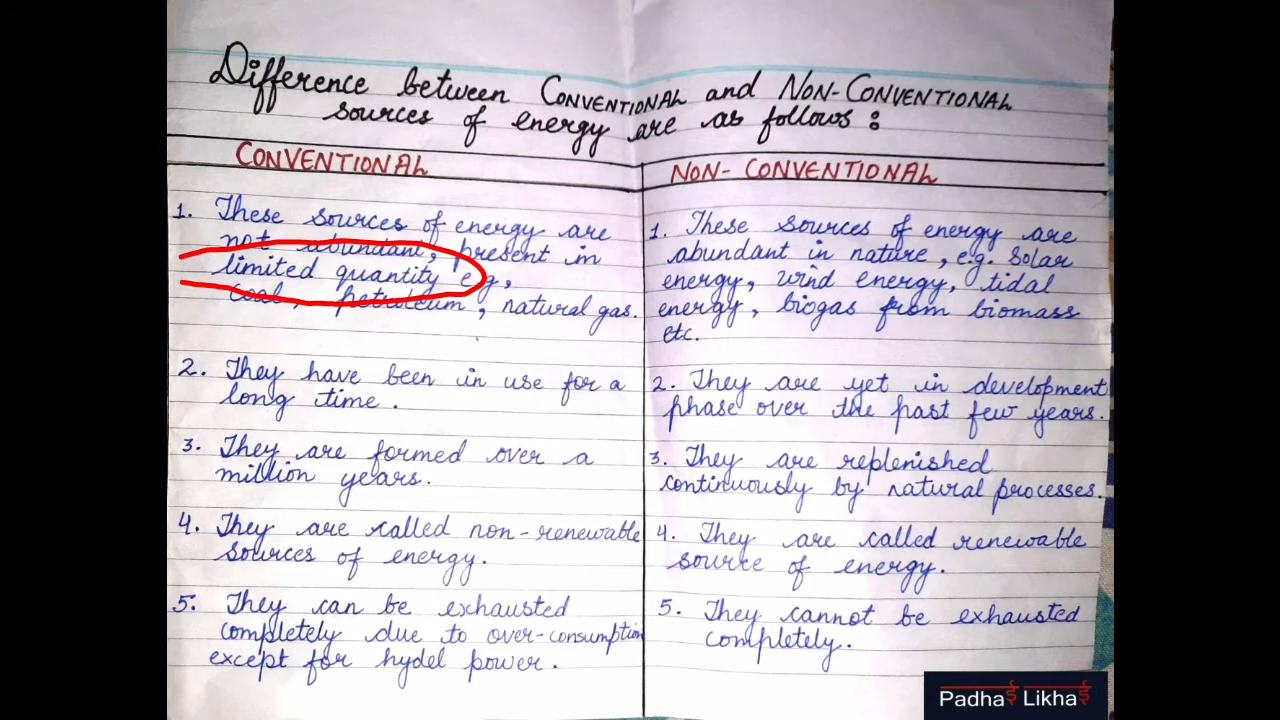 Difference between CONVENTIONAL and NON-CONVENTIONAL
sources of energy are as follows:
CONVENTIONAL
1. These sources of energy are
not abundant, present in
limited quantity e.g,
coal, petroleum, natural gas.
2. They have been in use for a
long time.
3. They are formed over a
million years.
4. They are called non-renewable
sources of energy.
5. They can be exhausted
completely due to over-consumption
except for hydel power.
NON-CONVENTIONAL
1. These sources of energy are
abundant in nature, e.g. Solar
energy, wind energy, tidal
energy, biogas from biomass
etc.
2. They are yet in development
phase over the past few years.
3. They are replenished
continuously by natural processes.
4. They are called renewable
source of energy.
5. They cannot be exhausted
completely.
Padhaई Likhaई